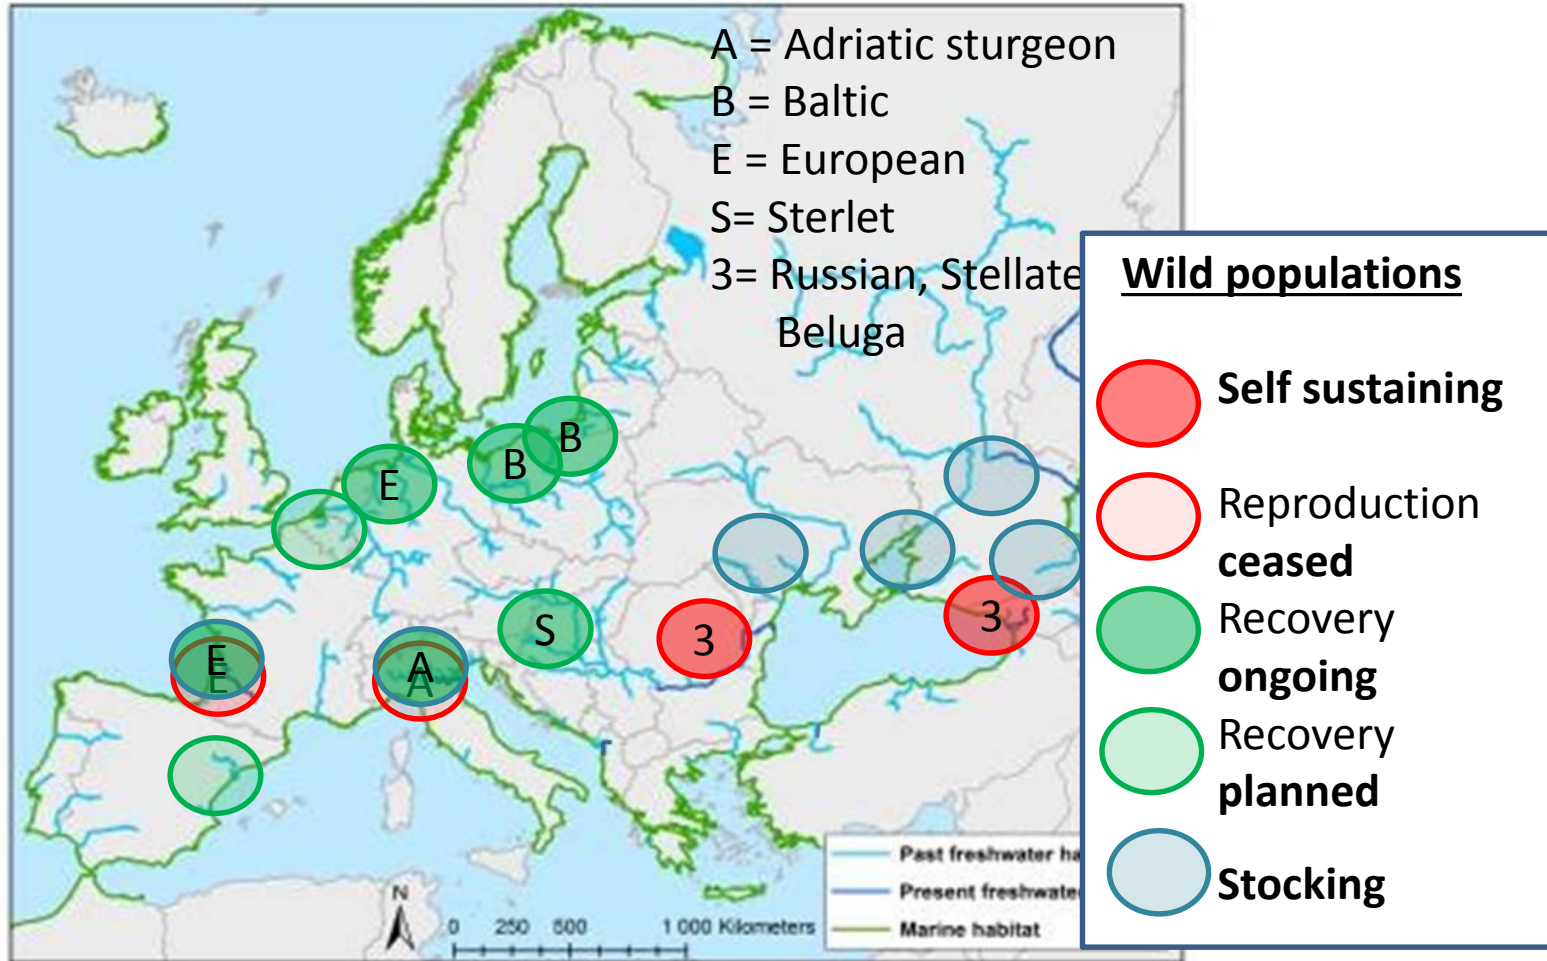 A = Adriatic sturgeon
B = Baltic
E = European
S= Sterlet
3= Russian, Stellate
Beluga
Wild populations
Self sustaining
Reproduction
ceased
Recovery
ongoing
Recovery
planned
Stocking
B
B
E
S
3
3
E
E
A
A
Past freshwater ha
Present freshwate
Marine habitat
N
0 250 500 1 000 Kilometers